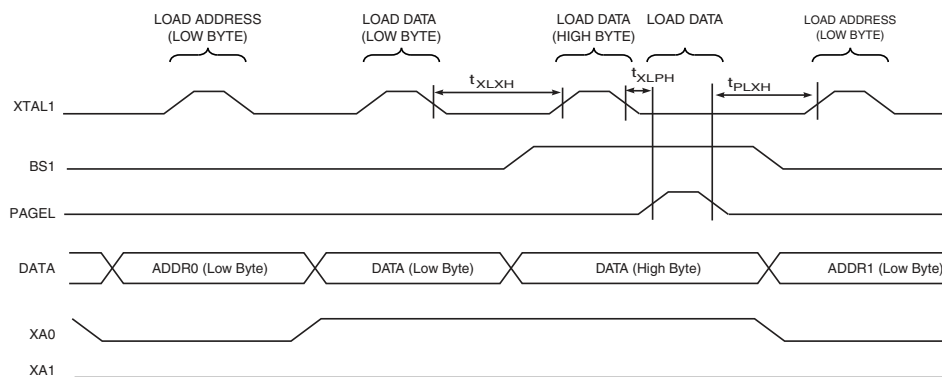 LOAD ADDRESS
(LOW BYTE)
LOAD DATA
(LOW BYTE)
LOAD DATA
(HIGH BYTE)
LOAD DATA
LOAD ADDRESS
(LOW BYTE)
tXLXH
tXLPH
tPLXH
XTAL1
BS1
PAGEL
DATA
ADDR0 (Low Byte)
DATA (Low Byte)
DATA (High Byte)
ADDR1 (Low Byte)
XA0
XA1